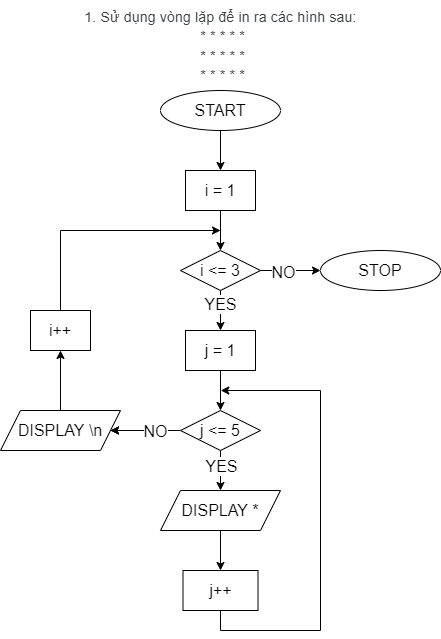 1. Sử dụng vòng lặp để in ra các hình sau:
* * * * *
* * * * *
* * * * *
START
i = 1
i <= 3
NO
STOP
YES
i++
j = 1
DISPLAY \n
NO
j <= 5
YES
DISPLAY *
j++